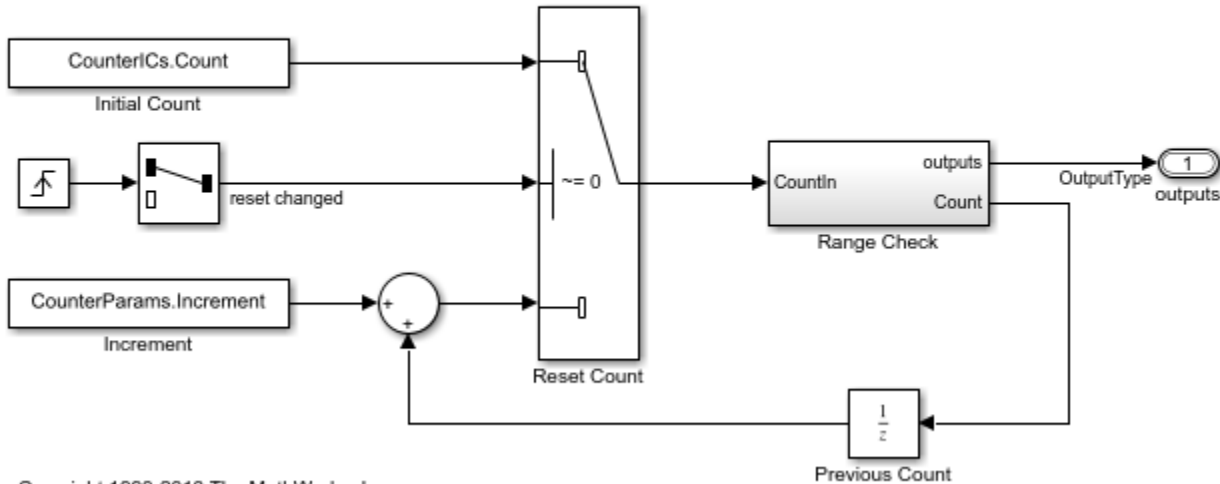 CounterICs.Count
Initial Count
reset changed
~= 0
CountIn
outputs
Count
Range Check
OutputType
1
outputs
CounterParams.Increment
Increment
+
+
Reset Count
1
z
Previous Count